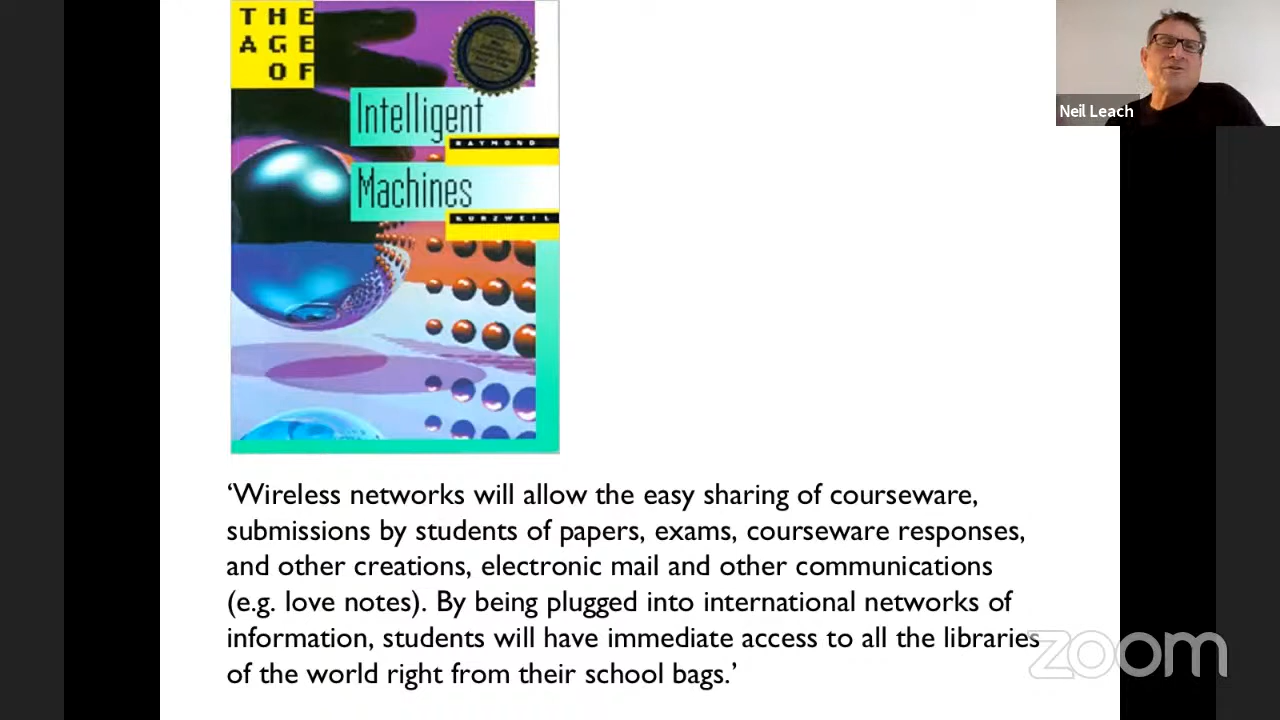 THE
AGE
OF
Intelligent
RAYMOND
Machines
KURZWEIL
Neil Leach
‘Wireless networks will allow the easy sharing of courseware,
submissions by students of papers, exams, courseware responses,
and other creations, electronic mail and other communications
(e.g. love notes). By being plugged into international networks of
information, students will have immediate access to all the libraries
of the world right from their school bags.’
zoom